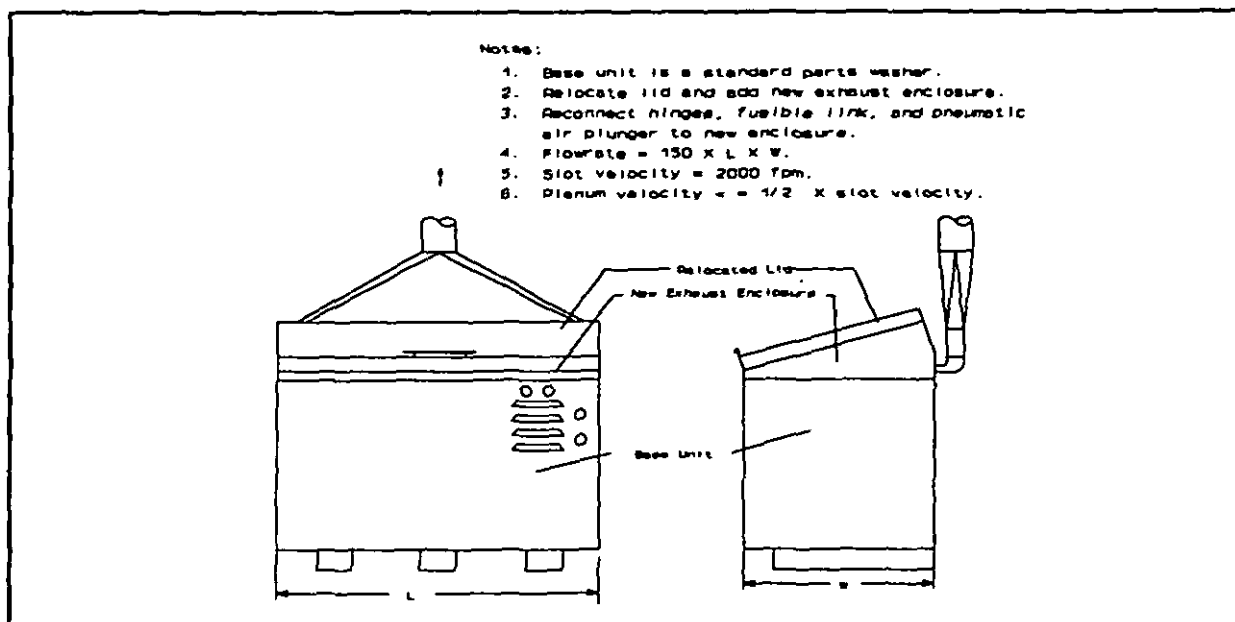 Notes:
1. Base unit is a standard parts washer.
2. Relocate lid and add new exhaust enclosure.
3. Reconnect hinges, fusible link, and pneumatic
air plunger to new enclosure.
4. Flowrate = 150 X L X W.
5. Slot velocity = 2000 fpm.
6. Plenum velocity < = 1/2 X slot velocity.
Relocated Lid
New Exhaust Enclosure
Base Unit
L
W